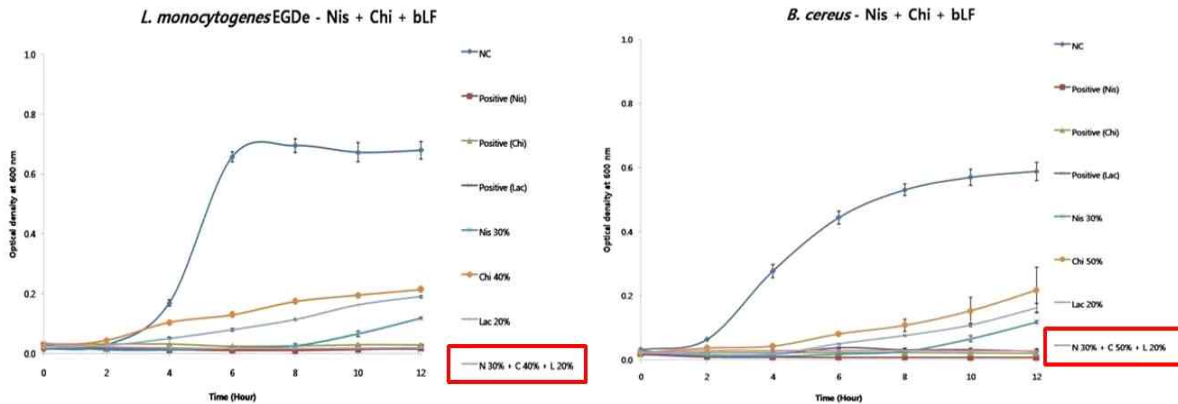 L. monocytogenes EGDe - Nis + Chi + bLF
1.0
0.8
0.6
0.4
0.2
0.0
Optical density at 600 nm
0 2 4 6 8 10 12
Time (Hour)
NC
Positive (Nis)
Positive (Chi)
Positive (Lac)
Nis 30%
Chi 40%
Lac 20%
N 30% + C 40% + L 20%
B. cereus - Nis + Chi + bLF
1.0
0.8
0.6
0.4
0.2
0.0
Optical density at 600 nm
0 2 4 6 8 10 12
Time (Hour)
NC
Positive (Nis)
Positive (Chi)
Positive (Lac)
Nis 30%
Chi 50%
Lac 20%
N 30% + C 50% + L 20%